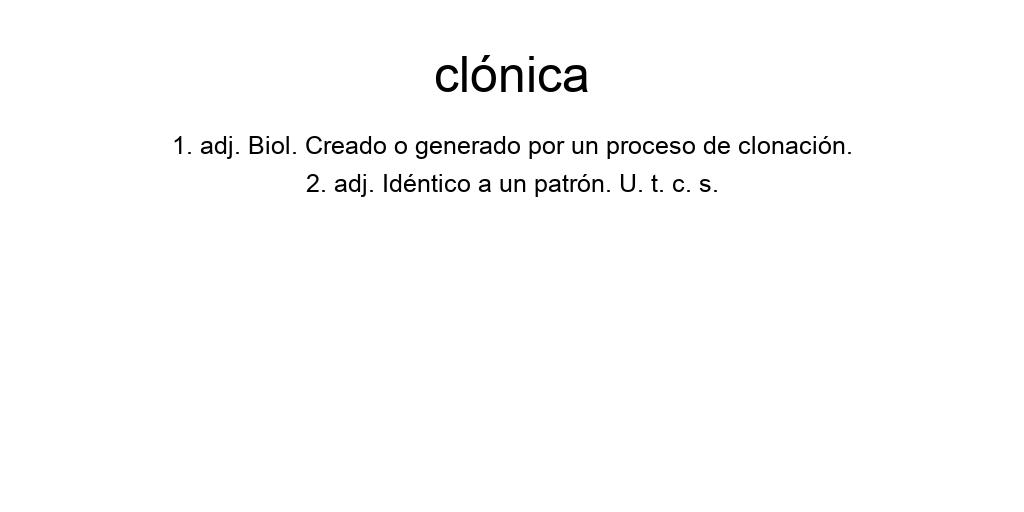 clónica
1. adj. Biol. Creado o generado por un proceso de clonación.
2. adj. Idéntico a un patrón. U. t. c. s.